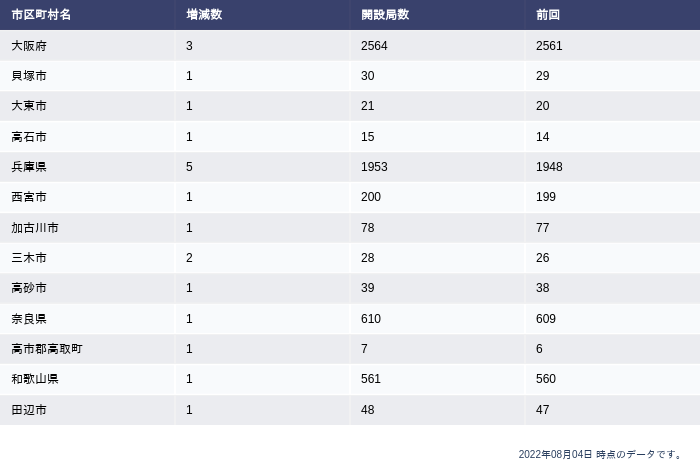 市区町村名 増減数 開設局数 前回
大阪府 3 2564 2561
貝塚市 1 30 29
大東市 1 21 20
高石市 1 15 14
兵庫県 5 1953 1948
西宮市 1 200 199
加古川市 1 78 77
三木市 2 28 26
高砂市 1 39 38
奈良県 1 610 609
高市郡高取町 1 7 6
和歌山県 1 561 560
田辺市 1 48 47
2022年08月04日 時点のデータです。